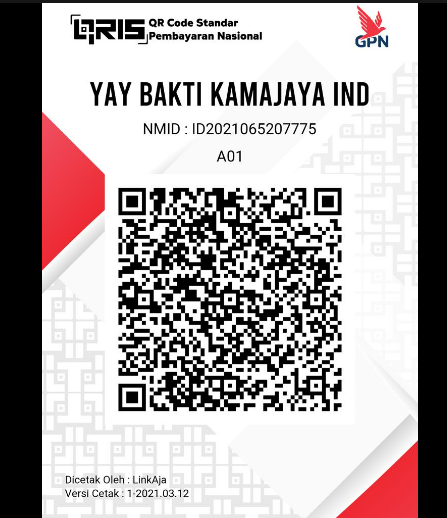 QRIS QR Code Standar
Pembayaran Nasional
GPN
YAY BAKTI KAMAJAYA IND
NMID : ID2021065207775
A01
Dicetak Oleh : LinkAja
Versi Cetak : 1-2021.03.12